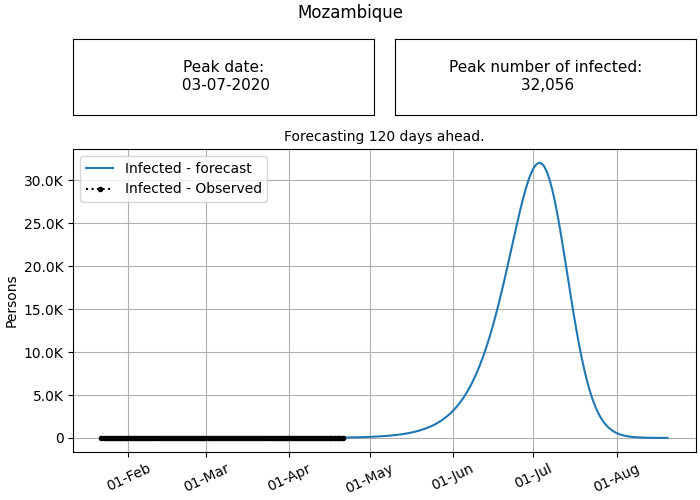 Mozambique
Peak date:
03-07-2020
Peak number of infected:
32,056
Forecasting 120 days ahead.
Infected - forecast
Infected - Observed
Persons
30.0K
25.0K
20.0K
15.0K
10.0K
5.0K
0
01-Feb
01-Mar
01-Apr
01-May
01-Jun
01-Jul
01-Aug